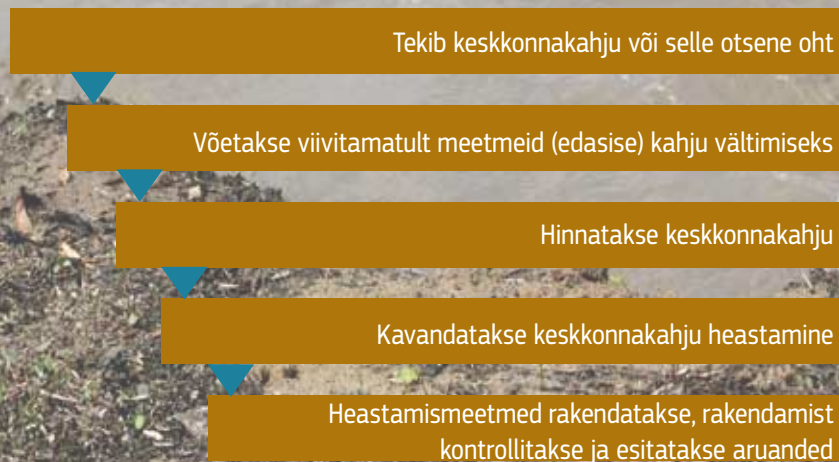 Tekib keskkonnakahju või selle otsene oht
Võetakse viivitamatult meetmeid (edasise) kahju vältimiseks
Hinnatakse keskkonnakahju
Kavandatakse keskkonnakahju heastamine
Heastamismeetmed rakendatakse, rakendamist
kontrollitakse ja esitatakse aruanded